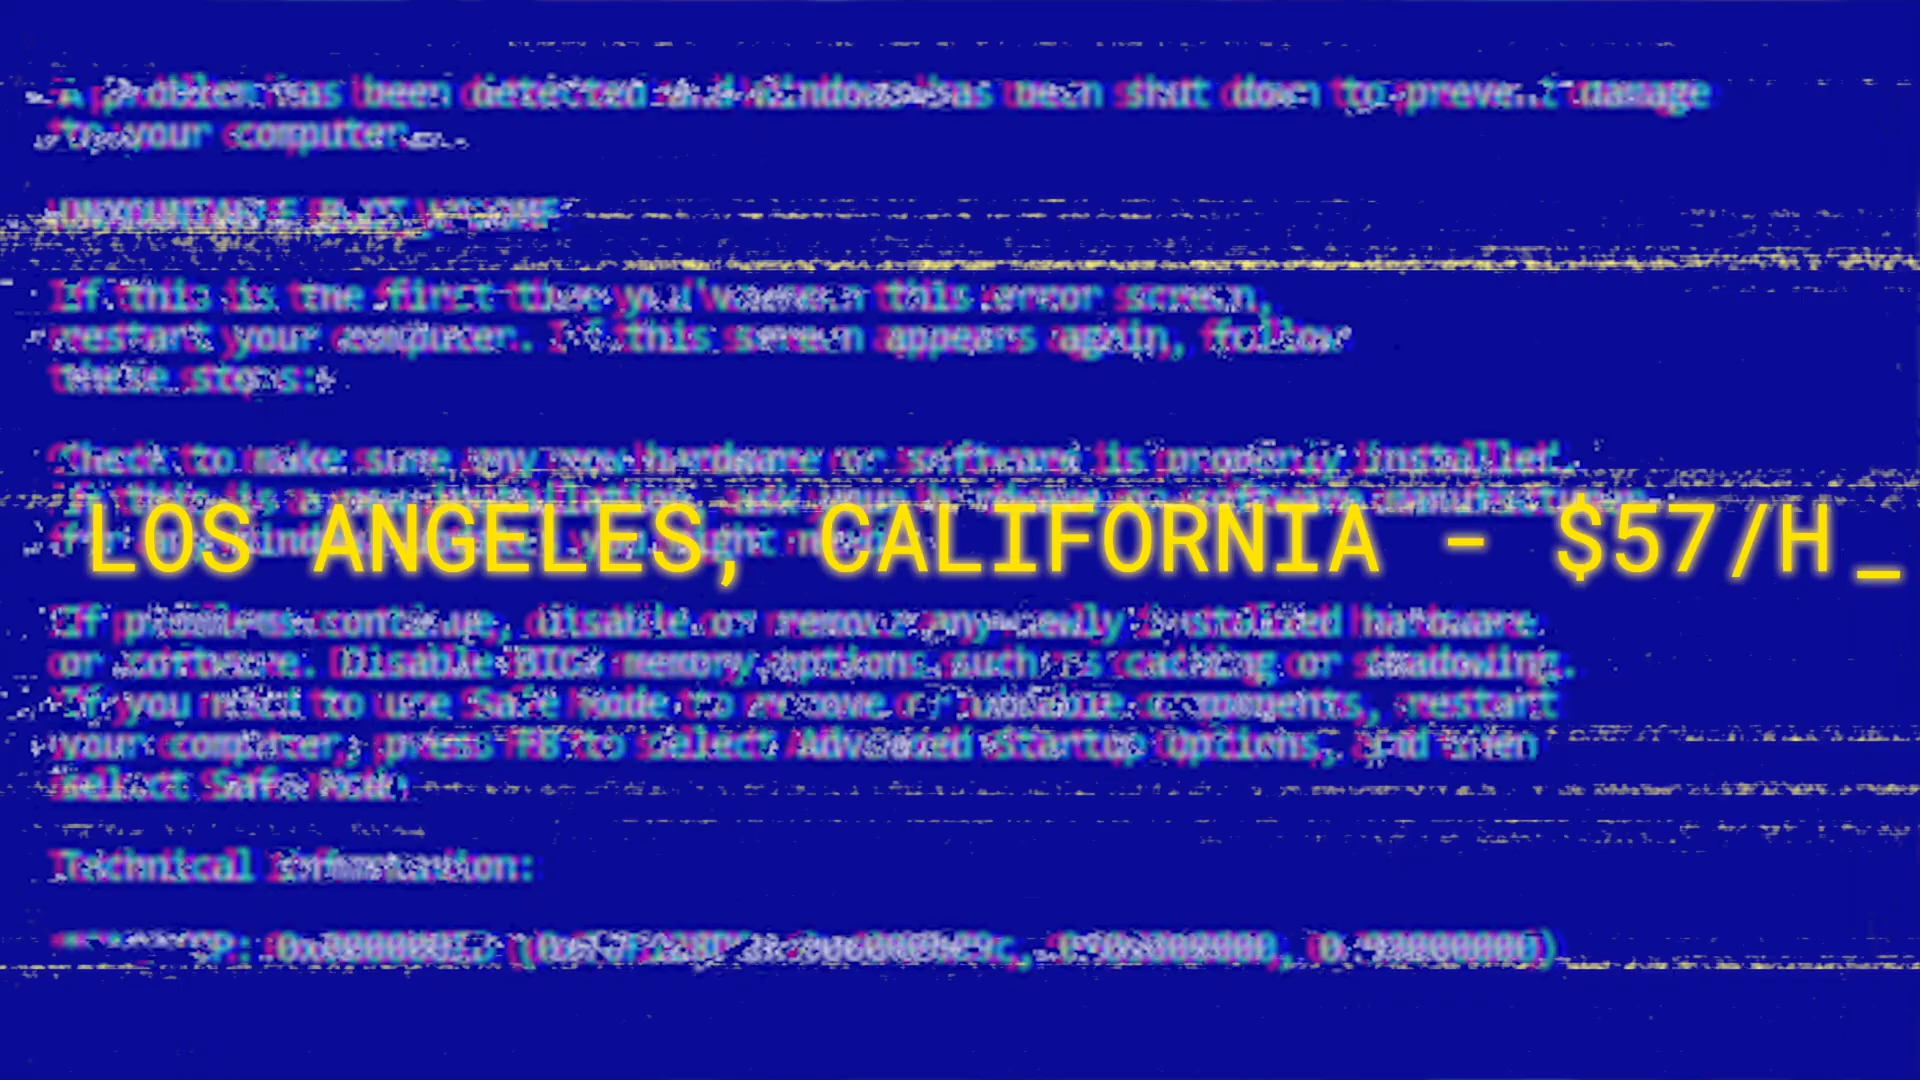 A problem has been detected and Windows has been shut down to prevent damage
to your computer.
UNMOUNTABLE BOOT VOLUME
If this is the first time you've seen this error screen,
restart your computer. If this screen appears again, follow
these steps:
Check to make sure any new hardware or software is properly installed.
LOS ANGELES, CALIFORNIA - $57/H_
If problems continue, disable or remove any newly installed hardware
or software. Disable BIOS memory options such as caching or shadowing.
If you need to use Safe Mode to remove or disable components, restart
your computer, press F8 to select Advanced Startup Options, and then
select Safe Mode.
Technical information: